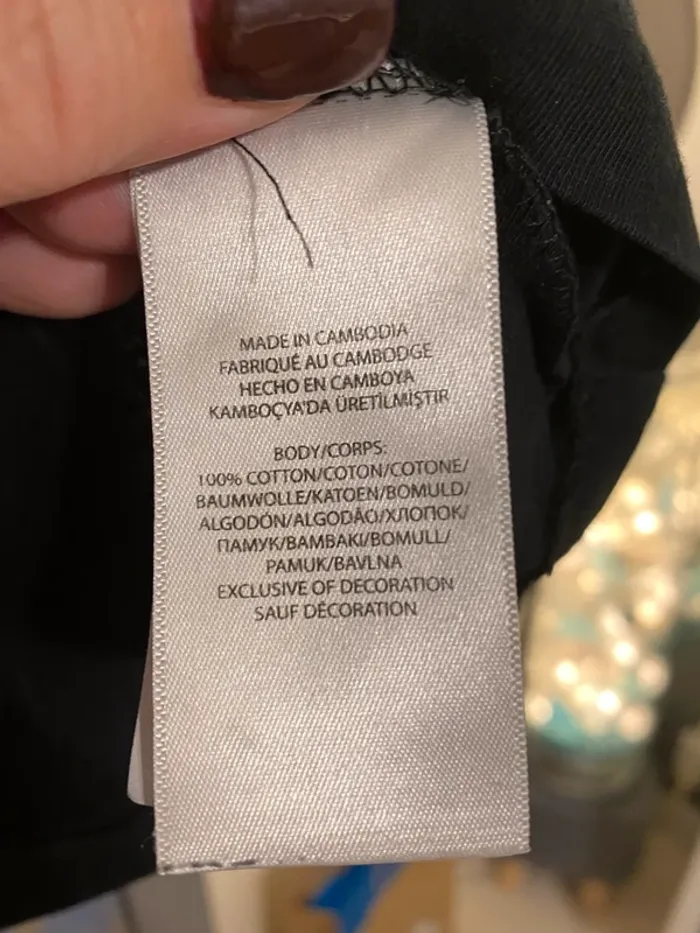 MADE IN CAMBODIA
FABRIQUÉ AU CAMBODGE
HECHO EN CAMBOYA
KAMBOÇYA'DA ÜRETİLMİŞTİR
BODY/CORPS:
100% COTTON/COTON/COTONE/
BAUMWOLLE/KATOEN/BOMULD/
ALGODÓN/ALGODÃO/ХЛОПОК/
ПАМУК/BAMBAKI/BOMULL/
PAMUK/BAVLNA
EXCLUSIVE OF DECORATION
SAUF DÉCORATION